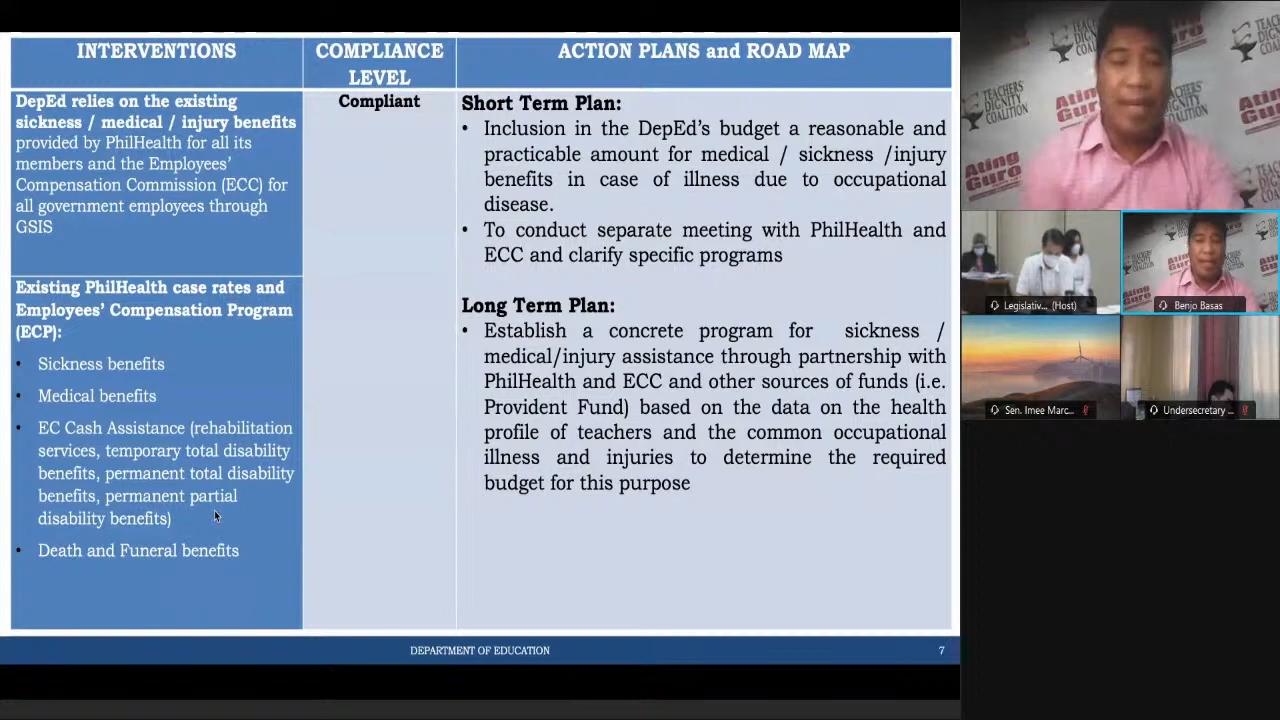 INTERVENTIONS
COMPLIANCE
LEVEL
ACTION PLANS and ROAD MAP
DepEd relies on the existing
sickness / medical / injury benefits
provided by PhilHealth for all its
members and the Employees’
Compensation Commission (ECC) for
all government employees through
GSIS
Compliant
Short Term Plan:
• Inclusion in the DepEd’s budget a reasonable and
practicable amount for medical / sickness /injury
benefits in case of illness due to occupational
disease.
• To conduct separate meeting with PhilHealth and
ECC and clarify specific programs
Long Term Plan:
• Establish a concrete program for sickness /
medical/injury assistance through partnership with
PhilHealth and ECC and other sources of funds (i.e.
Provident Fund) based on the data on the health
profile of teachers and the common occupational
illness and injuries to determine the required
budget for this purpose
Existing PhilHealth case rates and
Employees’ Compensation Program
(ECP):
• Sickness benefits
• Medical benefits
• EC Cash Assistance (rehabilitation
services, temporary total disability
benefits, permanent total disability
benefits, permanent partial
disability benefits)
• Death and Funeral benefits
DEPARTMENT OF EDUCATION
7
TEACHERS’
DIGNITY
COALITION
Ating
Guro
Legislativ... (Host)
Benjo Basas
Sen. Imee Marc...
Undersecretary ...